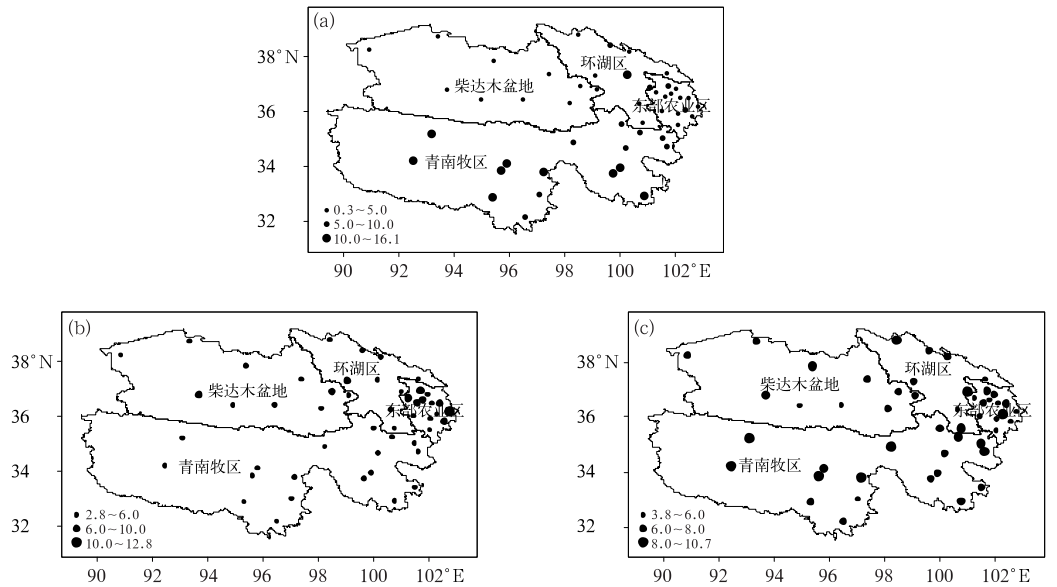 (a)
38°N
环湖区
柴达木盆地
36
东部农业区
34
青南牧区
0.3~5.0
32
5.0~10.0
10.0~16.1
90 92 94 96 98 100 102°E
(b)
38°N
环湖区
柴达木盆地
36
东部农业区
34
青南牧区
2.8~6.0
32
6.0~10.0
10.0~12.8
90 92 94 96 98 100 102°E
(c)
38°N
环湖区
柴达木盆地
36
东部农业区
34
青南牧区
3.8~6.0
32
6.0~8.0
8.0~10.7
90 92 94 96 98 100 102°E